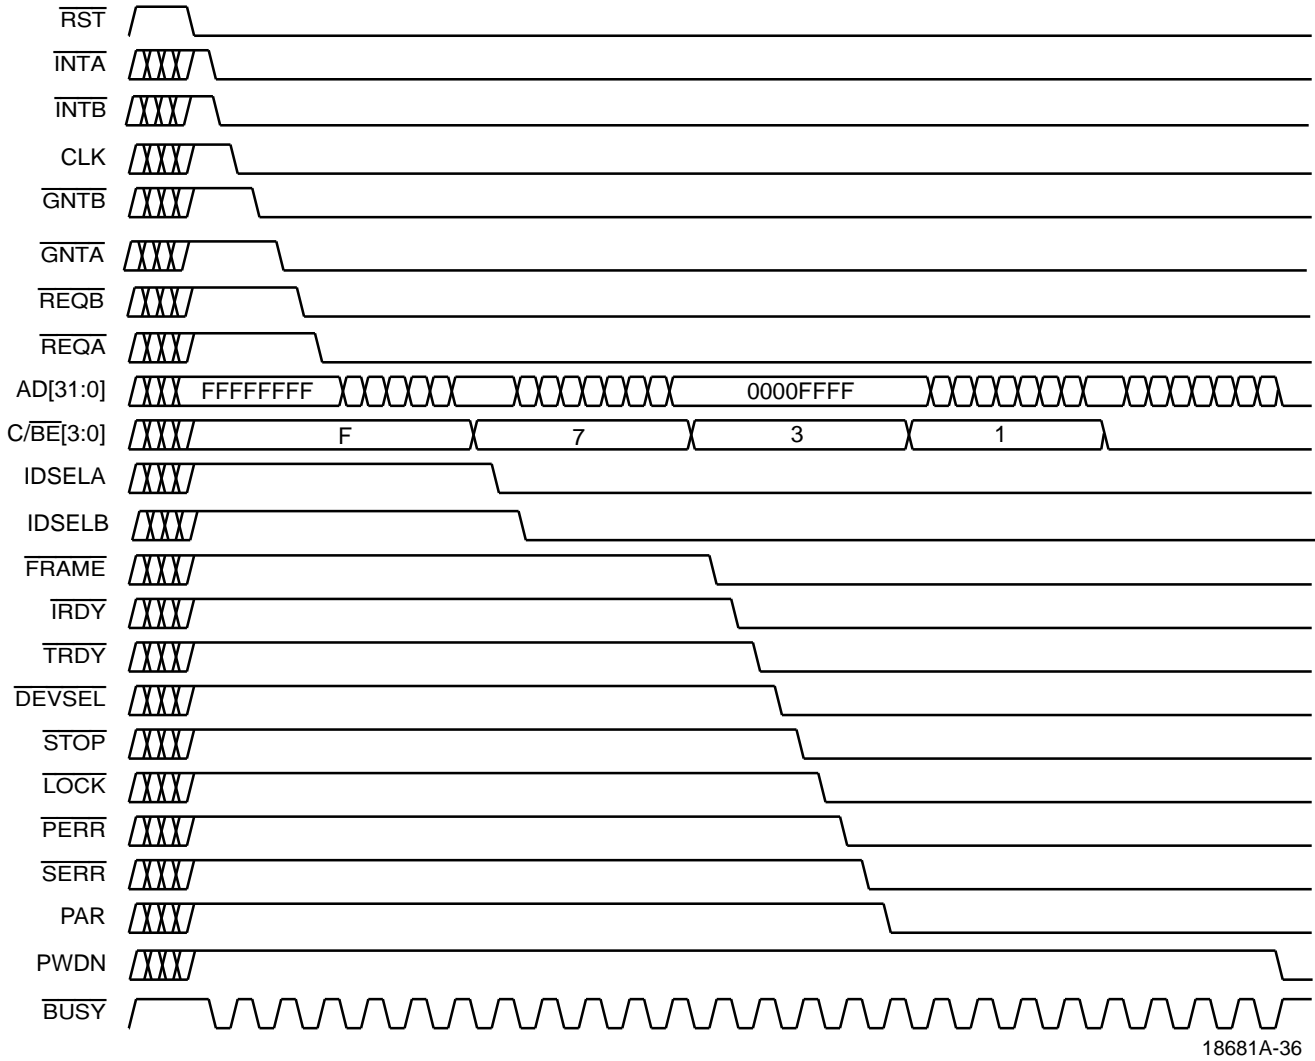 RST
INTA
INTB
CLK
GNTB
GNTA
REQB
REQA
AD[31:0] FFFFFFFF 0000FFFF
C/BE[3:0] F 7 3 1
IDSELA
IDSELB
FRAME
IRDY
TRDY
DEVSEL
STOP
LOCK
PERR
SERR
PAR
PWDN
BUSY
18681A-36